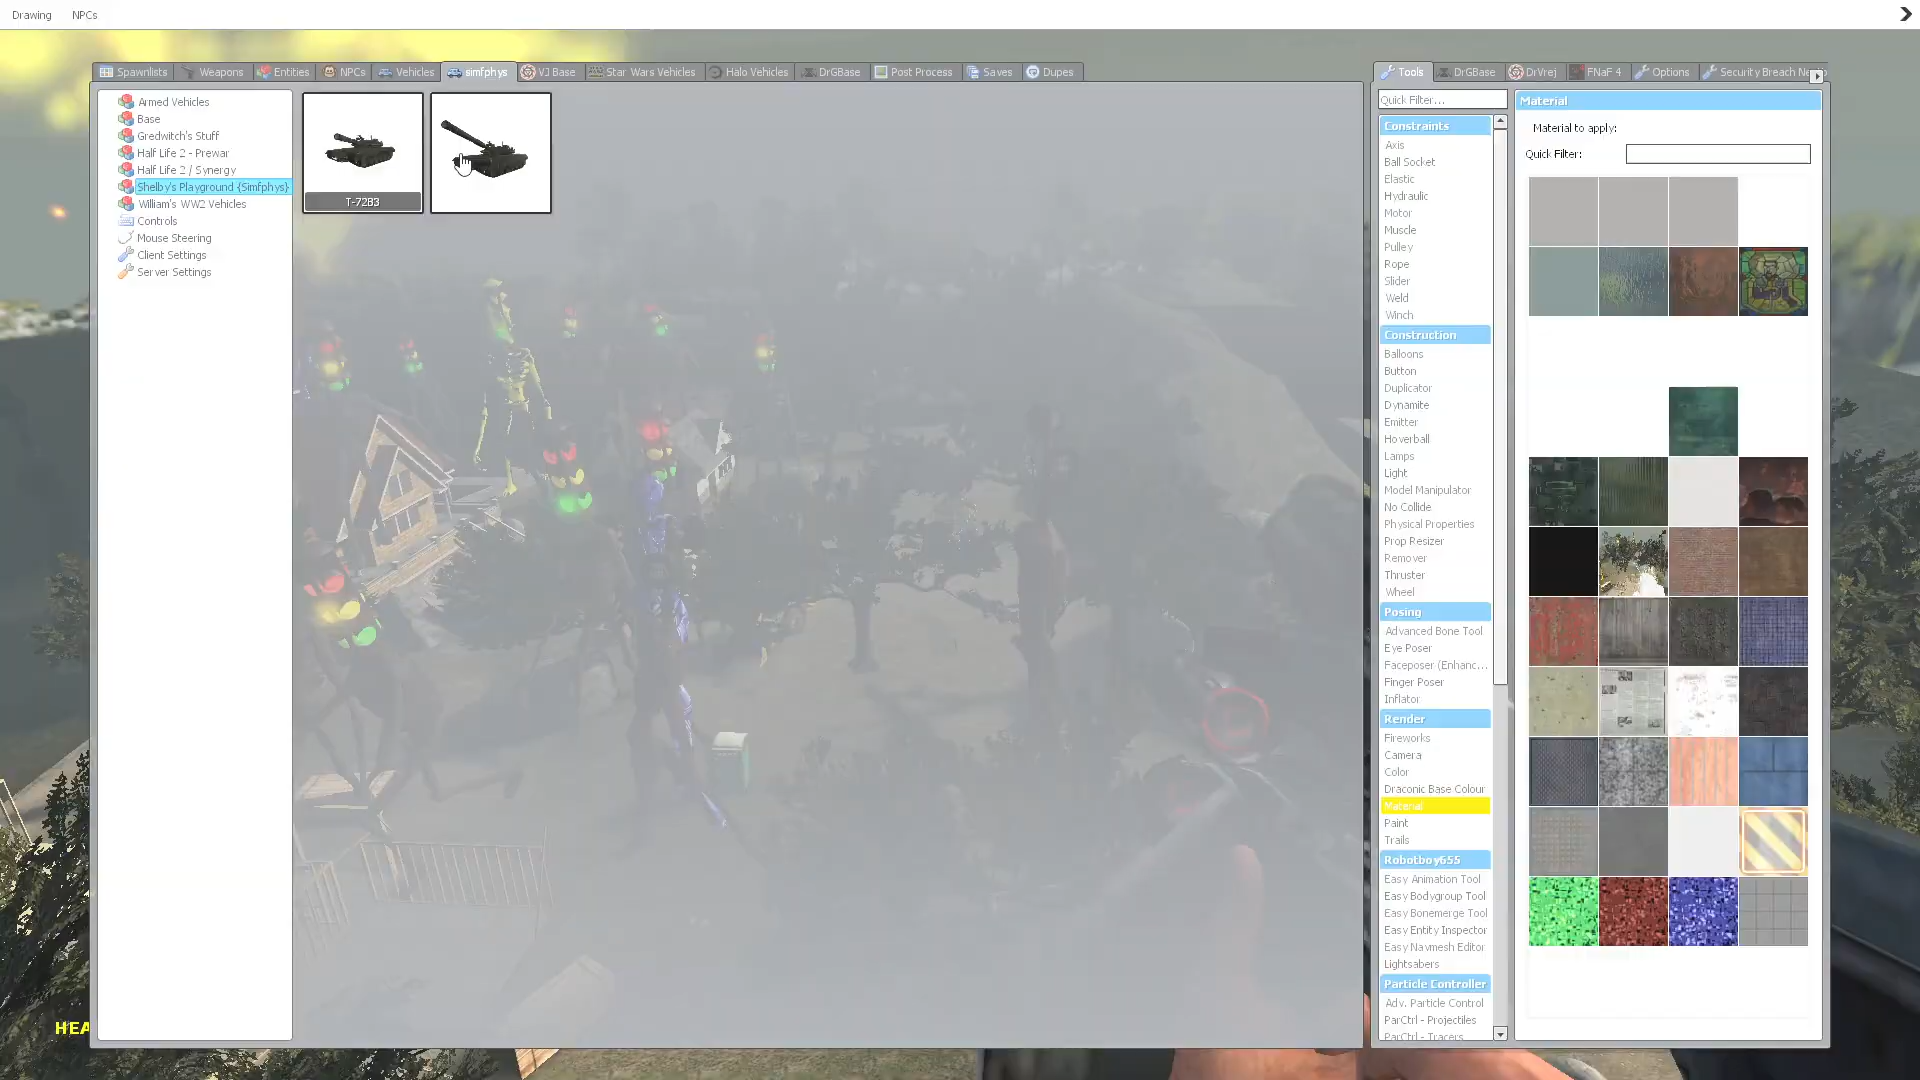 Drawing NPCs
Spawnlists Weapons Entities NPCs Vehicles simfphys VJ Base Star Wars Vehicles Halo Vehicles DrGBase Post Process Saves Dupes
Tools DrGBase DrVrej FNaF 4 Options Security Breach
Armed Vehicles
Base
Gredwitch's Stuff
Half Life 2 - Prewar
Half Life 2 / Synergy
Shelby's Playground {Simfphys}
William's WW2 Vehicles
Controls
Mouse Steering
Client Settings
Server Settings
T-72B3
HEA
Quick Filter...
Constraints
Axis
Ball Socket
Elastic
Hydraulic
Motor
Muscle
Pulley
Rope
Slider
Weld
Winch
Construction
Balloons
Button
Duplicator
Dynamite
Emitter
Hoverball
Lamps
Light
Model Manipulator
No Collide
Physical Properties
Prop Resizer
Remover
Thruster
Wheel
Posing
Advanced Bone Tool
Eye Poser
Faceposer (Enhanc...
Finger Poser
Inflator
Render
Fireworks
Camera
Color
Draconic Base Colour
Material
Paint
Trails
Robotboy655
Easy Animation Tool
Easy Bodygroup Tool
Easy Bonemerge Tool
Easy Entity Inspector
Easy Navmesh Editor
Lightsabers
Particle Controller
Adv. Particle Control
ParCtrl - Projectiles
ParCtrl - Tracers
Material
Material to apply:
Quick Filter: